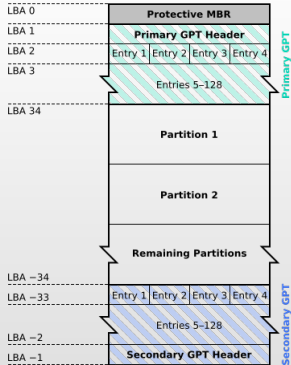 LBA 0
Protective MBR
LBA 1
Primary GPT Header
LBA 2
Entry 1 Entry 2 Entry 3 Entry 4
LBA 3
Entries 5–128
Primary GPT
LBA 34
Partition 1
Partition 2
Remaining Partitions
LBA −34
LBA −33
Entry 1 Entry 2 Entry 3 Entry 4
Entries 5–128
LBA −2
Secondary GPT Header
LBA −1
Secondary GPT